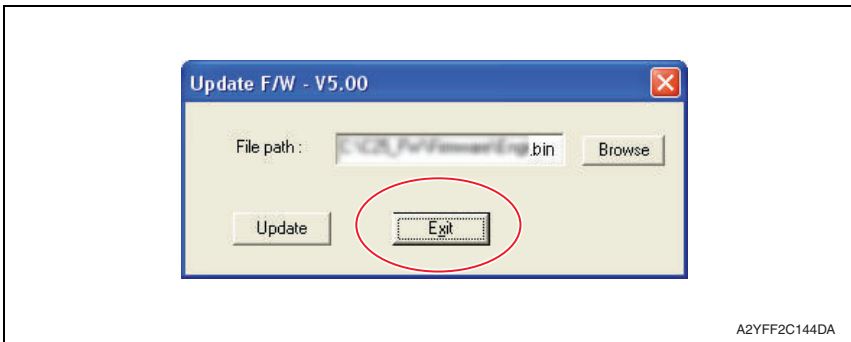 Update F/W - V5.00
File path : .bin Browse
Update Exit
A2YFF2C144DA